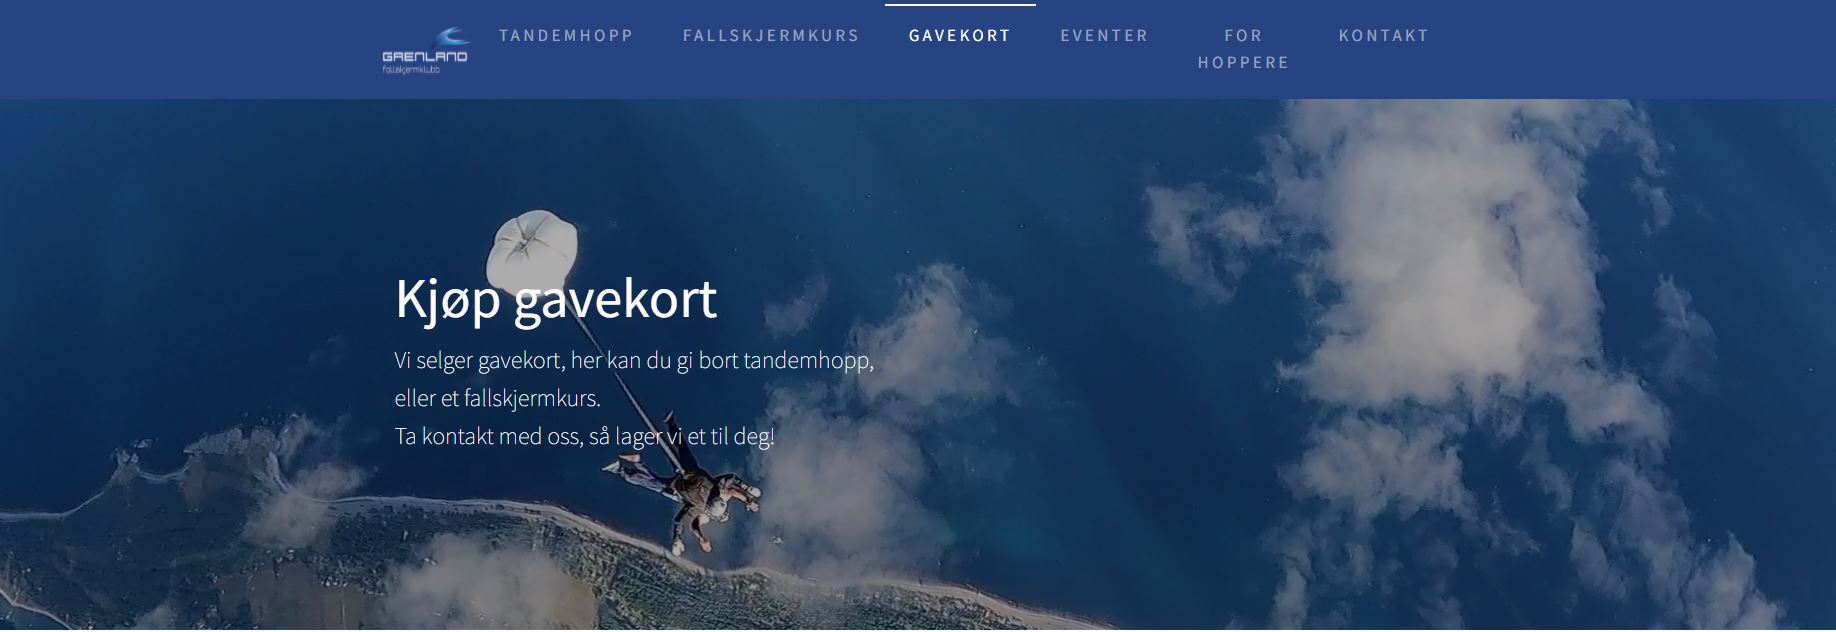 GRENLAND
fallskjermklubb
TANDEMHOPP
FALLSKJERMKURS
GAVEKORT
EVENTER
FOR
HOPPERE
KONTAKT
Kjøp gavekort
Vi selger gavekort, her kan du gi bort tandemhopp,
eller et fallskjermkurs.
Ta kontakt med oss, så lager vi et til deg!